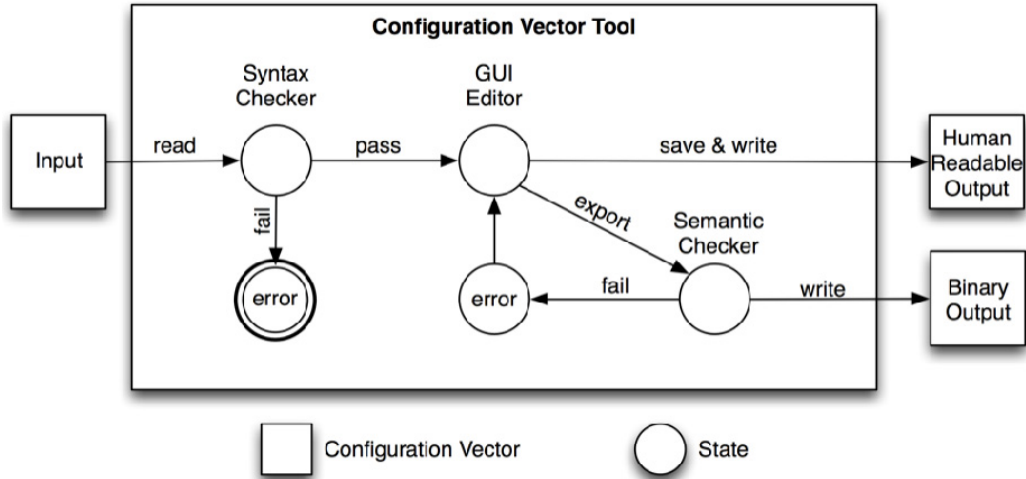 Configuration Vector Tool
Syntax
Checker
GUI
Editor
Input
read
pass
save & write
Human
Readable
Output
fail
export
Semantic
Checker
error
error
fail
write
Binary
Output
Configuration Vector
State